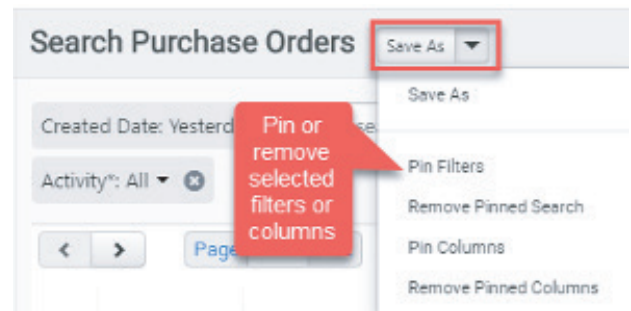 Search Purchase Orders
Save As
Save As
Created Date: Yesterd
Pin or
remove
selected
filters or
columns
Activity*: All
Pin Filters
Remove Pinned Search
Pin Columns
Remove Pinned Columns
Page